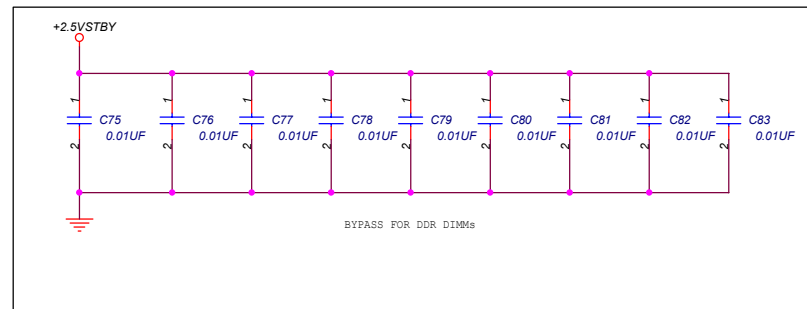 +2.5VSTBY
1 1 1 1 1 1 1 1 1
C75 C76 C77 C78 C79 C80 C81 C82 C83
0.01UF 0.01UF 0.01UF 0.01UF 0.01UF 0.01UF 0.01UF 0.01UF 0.01UF
2 2 2 2 2 2 2 2 2
BYPASS FOR DDR DIMMs